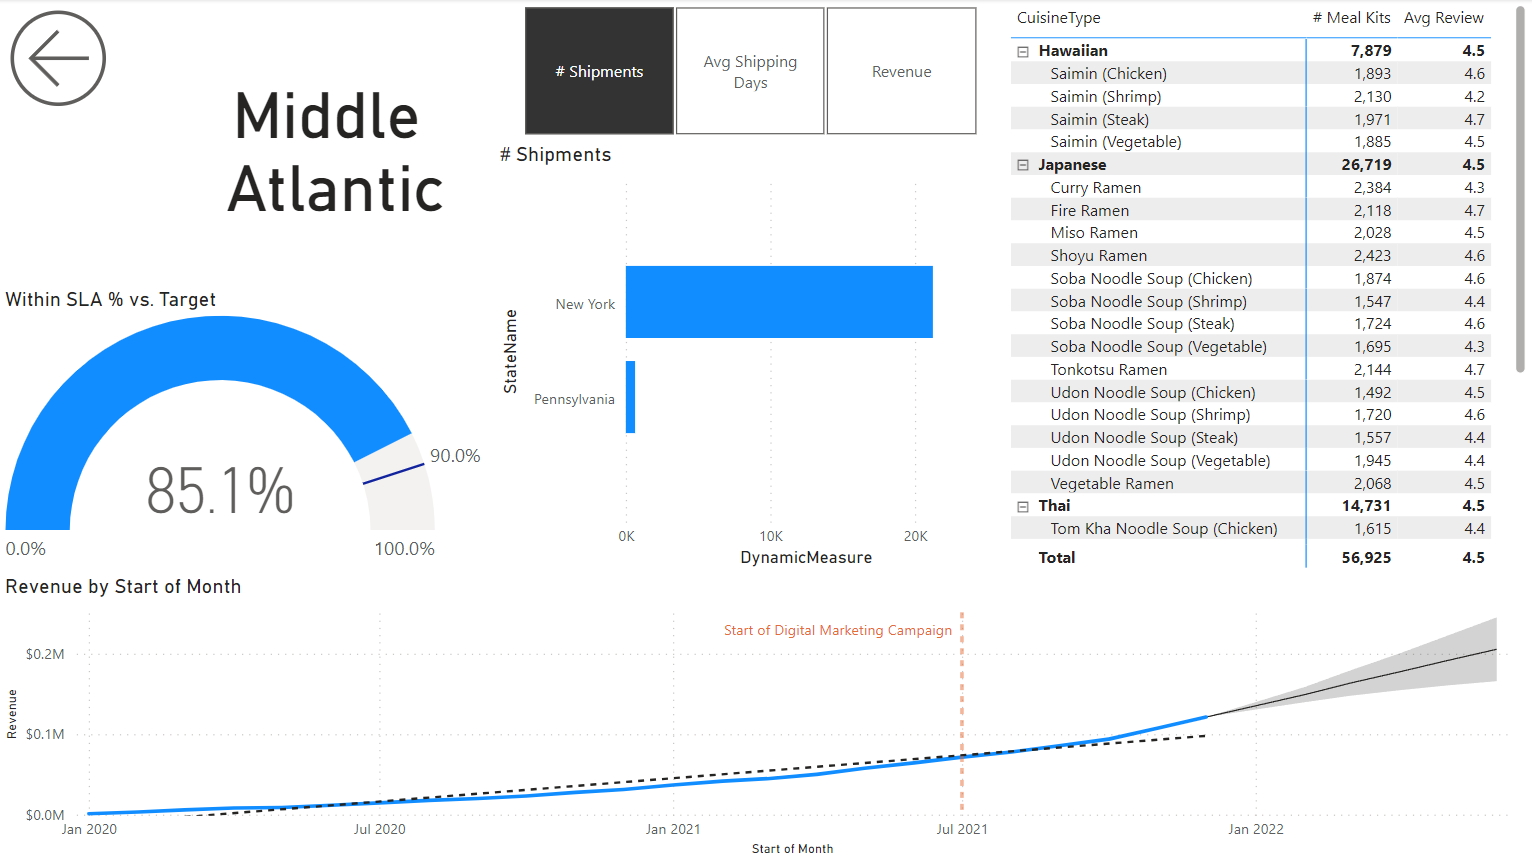 Middle
Atlantic
# Shipments
Avg Shipping
Days
Revenue
Within SLA % vs. Target
90.0%
85.1%
0.0%
100.0%
# Shipments
StateName
New York
Pennsylvania
0K
10K
20K
DynamicMeasure
CuisineType # Meal Kits Avg Review
Hawaiian 7,879 4.5
Saimin (Chicken) 1,893 4.6
Saimin (Shrimp) 2,130 4.2
Saimin (Steak) 1,971 4.7
Saimin (Vegetable) 1,885 4.5
Japanese 26,719 4.5
Curry Ramen 2,384 4.3
Fire Ramen 2,118 4.7
Miso Ramen 2,028 4.5
Shoyu Ramen 2,423 4.6
Soba Noodle Soup (Chicken) 1,874 4.6
Soba Noodle Soup (Shrimp) 1,547 4.4
Soba Noodle Soup (Steak) 1,724 4.6
Soba Noodle Soup (Vegetable) 1,695 4.3
Tonkotsu Ramen 2,144 4.7
Udon Noodle Soup (Chicken) 1,492 4.5
Udon Noodle Soup (Shrimp) 1,720 4.6
Udon Noodle Soup (Steak) 1,557 4.4
Udon Noodle Soup (Vegetable) 1,945 4.4
Vegetable Ramen 2,068 4.5
Thai 14,731 4.5
Tom Kha Noodle Soup (Chicken) 1,615 4.4
Total 56,925 4.5
Revenue by Start of Month
Start of Digital Marketing Campaign
Revenue
$0.2M
$0.1M
$0.0M
Jan 2020
Jul 2020
Jan 2021
Jul 2021
Jan 2022
Start of Month